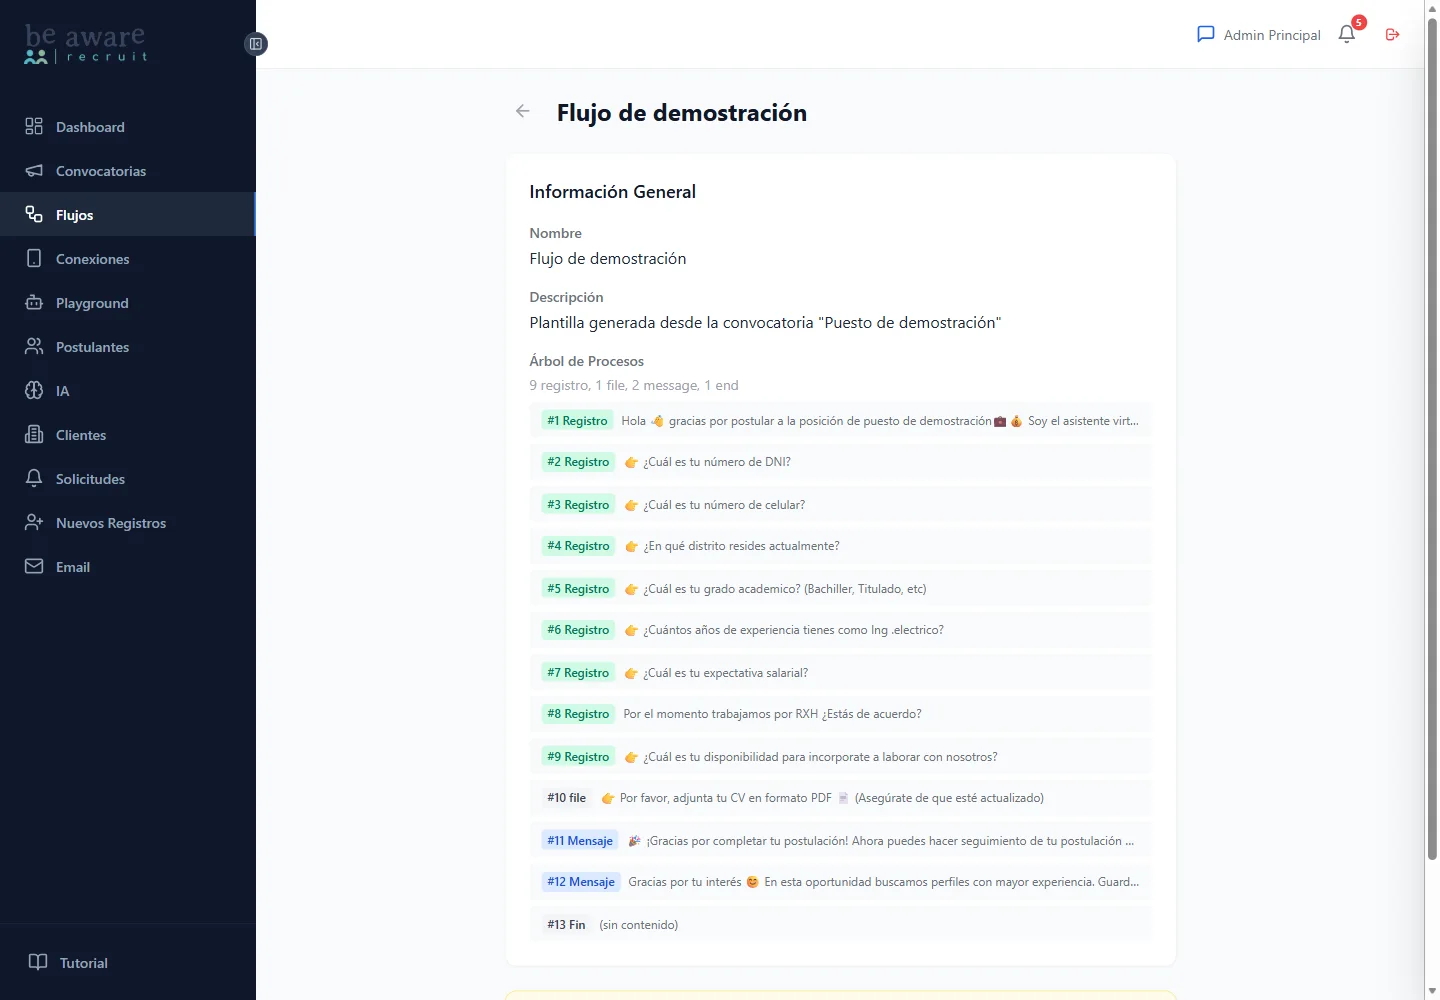 be aware
recruit
Admin Principal
5
Dashboard
Convocatorias
Flujos
Conexiones
Playground
Postulantes
IA
Clientes
Solicitudes
Nuevos Registros
Email
Tutorial
Flujo de demostración
Información General
Nombre
Flujo de demostración
Descripción
Plantilla generada desde la convocatoria "Puesto de demostración"
Árbol de Procesos
9 registro, 1 file, 2 message, 1 end
#1 Registro Hola 👋 gracias por postular a la posición de puesto de demostración💼 💰 Soy el asistente virt...
#2 Registro 👉 ¿Cuál es tu número de DNI?
#3 Registro 👉 ¿Cuál es tu número de celular?
#4 Registro 👉 ¿En qué distrito resides actualmente?
#5 Registro 👉 ¿Cuál es tu grado academico? (Bachiller, Titulado, etc)
#6 Registro 👉 ¿Cuántos años de experiencia tienes como Ing .electrico?
#7 Registro 👉 ¿Cuál es tu expectativa salarial?
#8 Registro Por el momento trabajamos por RXH ¿Estás de acuerdo?
#9 Registro 👉 ¿Cuál es tu disponibilidad para incorporate a laborar con nosotros?
#10 file 👉 Por favor, adjunta tu CV en formato PDF 📄 (Asegúrate de que esté actualizado)
#11 Mensaje 🎉 ¡Gracias por completar tu postulación! Ahora puedes hacer seguimiento de tu postulación ...
#12 Mensaje Gracias por tu interés 😊 En esta oportunidad buscamos perfiles con mayor experiencia. Guard...
#13 Fin (sin contenido)